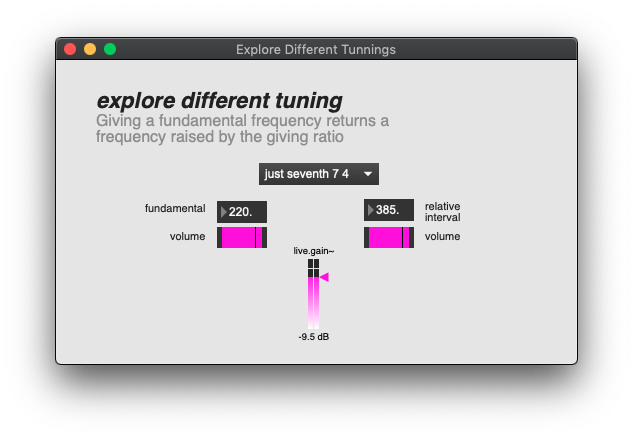 Explore Different Tunnings
explore different tuning
Giving a fundamental frequency returns a
frequency raised by the giving ratio
just seventh 7 4
fundamental
220.
385.
relative
interval
volume
volume
live.gain~
-9.5 dB